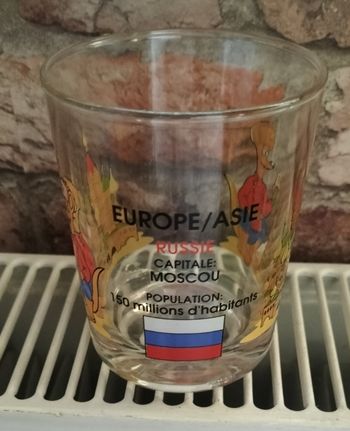 EUROPE/ASIE
RUSSIE
CAPITALE:
MOSCOU
POPULATION:
150 millions d'habitants